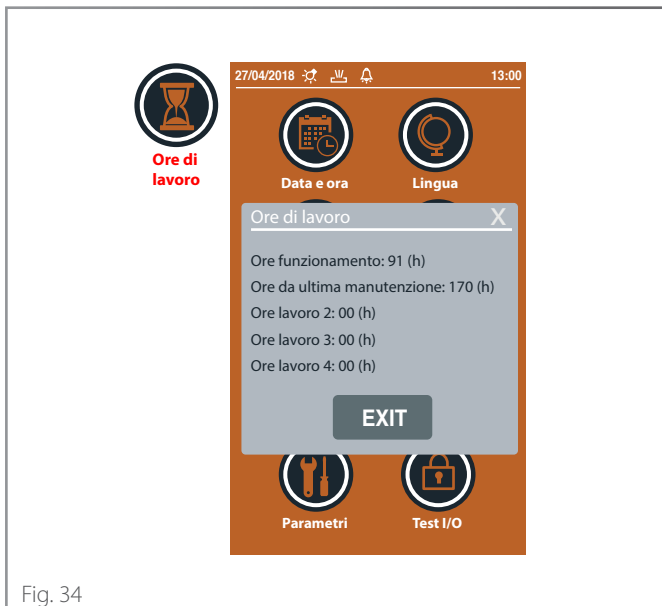 27/04/2018 13:00
Ore di
lavoro
Data e ora
Lingua
Ore di lavoro X
Ore funzionamento: 91 (h)
Ore da ultima manutenzione: 170 (h)
Ore lavoro 2: 00 (h)
Ore lavoro 3: 00 (h)
Ore lavoro 4: 00 (h)
EXIT
Parametri
Test I/O
Fig. 34